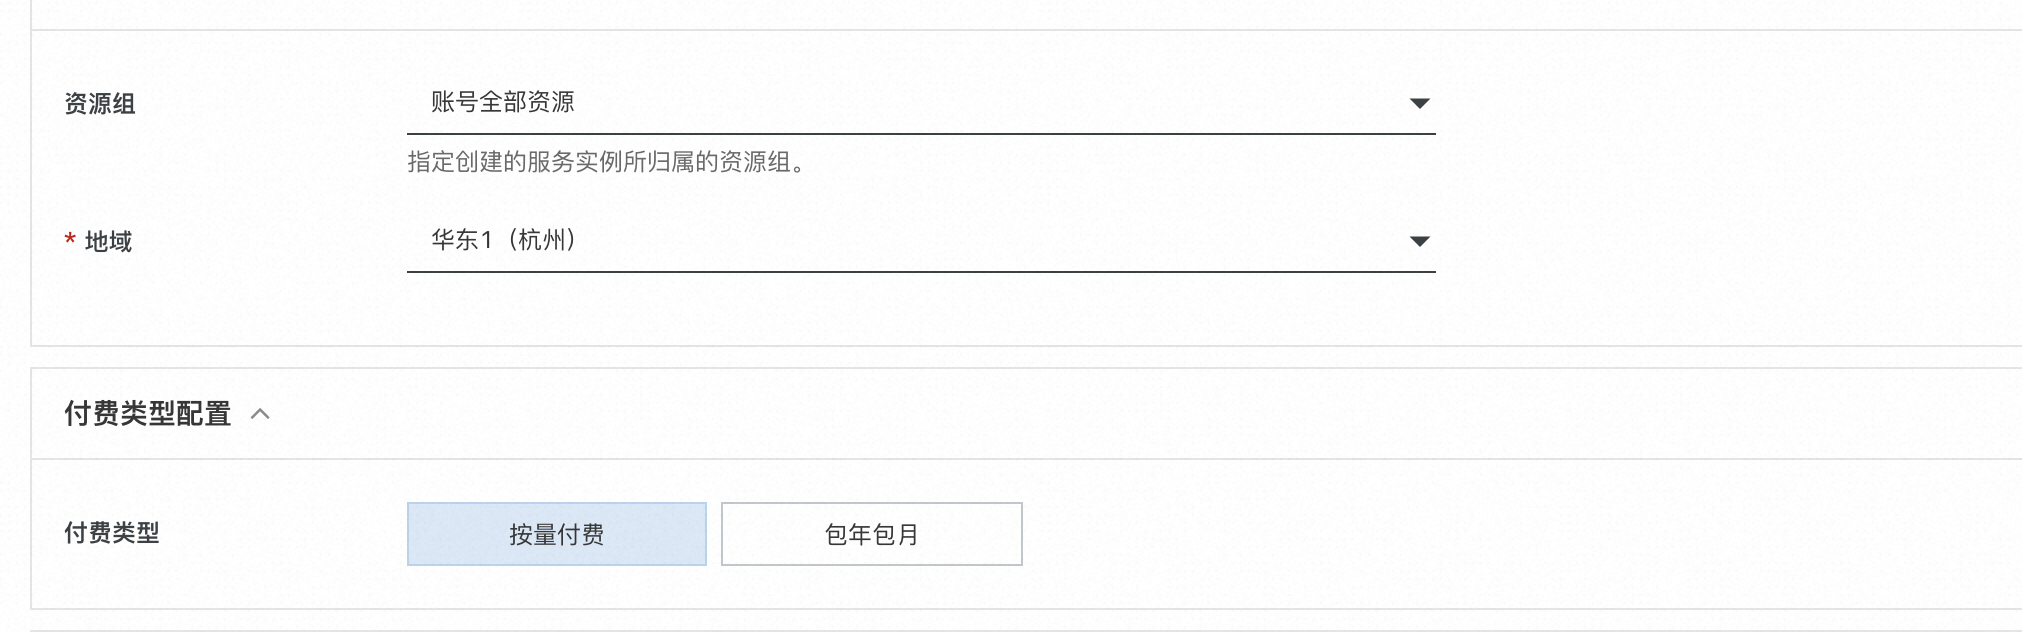 资源组
账号全部资源
指定创建的服务实例所归属的资源组。
* 地域
华东1（杭州）
付费类型配置
付费类型
按量付费
包年包月